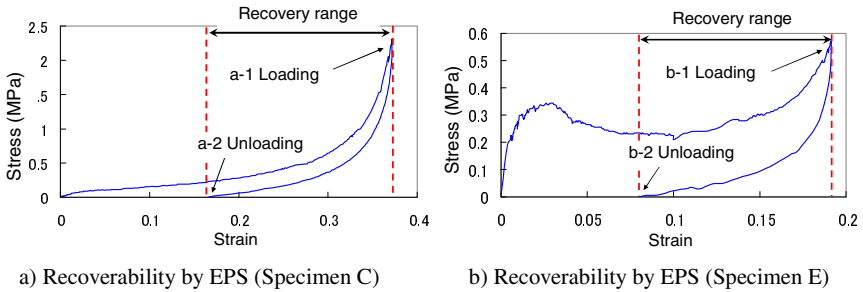 Recovery range
2.5
2
.5
1
0.5
0
Stress (MPa)
a-1 Loading
a-2 Unloading
0
0.1
0.2
0.3
0.4
Strain
a) Recoverability by EPS (Specimen C)
Recovery range
0.6
0.5
0.4
0.3
0.2
0.1
0
Stress (MPa)
b-1 Loading
b-2 Unloading
0
0.05
0.1
0.15
0.2
Strain
b) Recoverability by EPS (Specimen E)